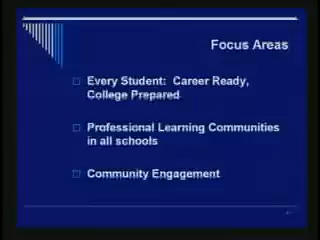 Focus Areas
Every Student: Career Ready,
College Prepared
Professional Learning Communities
in all schools
Community Engagement